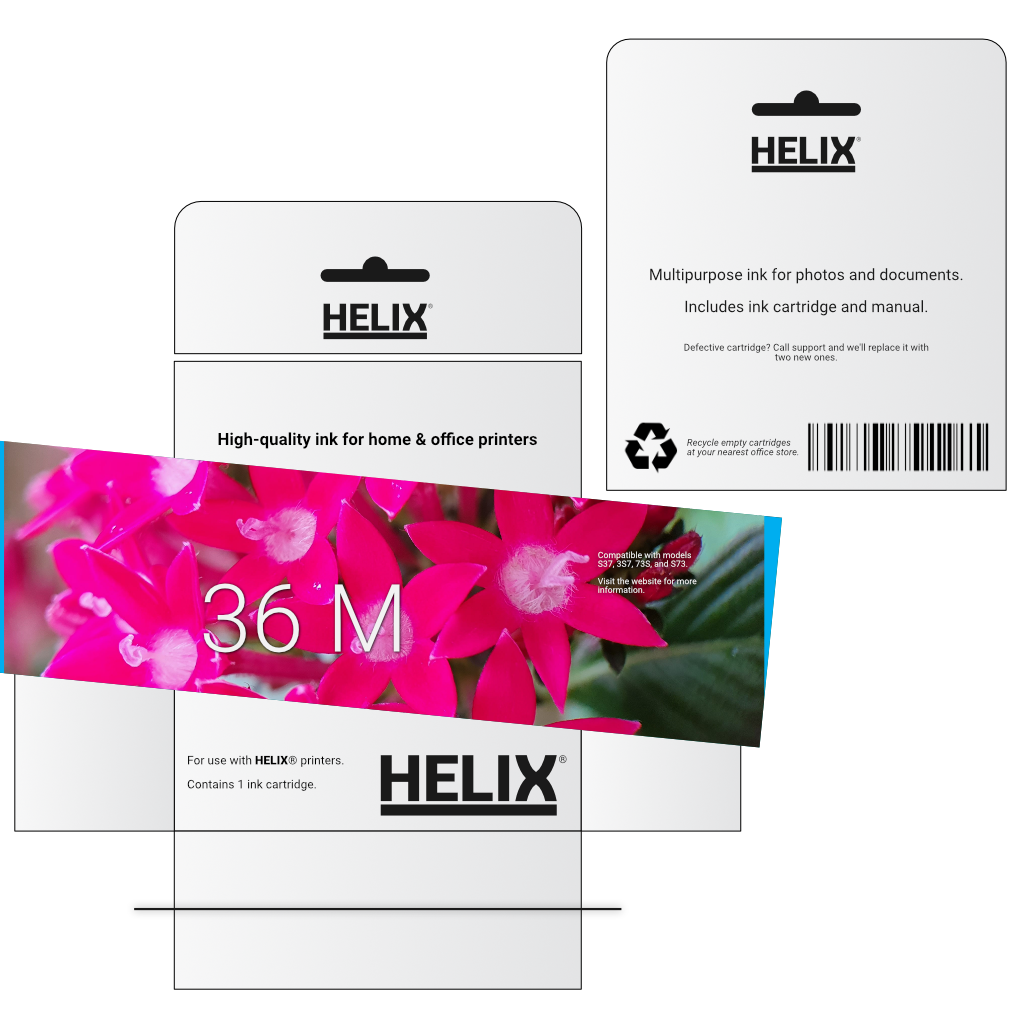 HELIX®
Multipurpose ink for photos and documents.
Includes ink cartridge and manual.
Defective cartridge? Call support and we'll replace it with
two new ones.
Recycle empty cartridges
at your nearest office store.
HELIX®
High-quality ink for home & office printers
36 M
Compatible with models
S37, 3S7, 73S, and S73.
Visit the website for more
information.
For use with HELIX® printers.
Contains 1 ink cartridge.
HELIX®